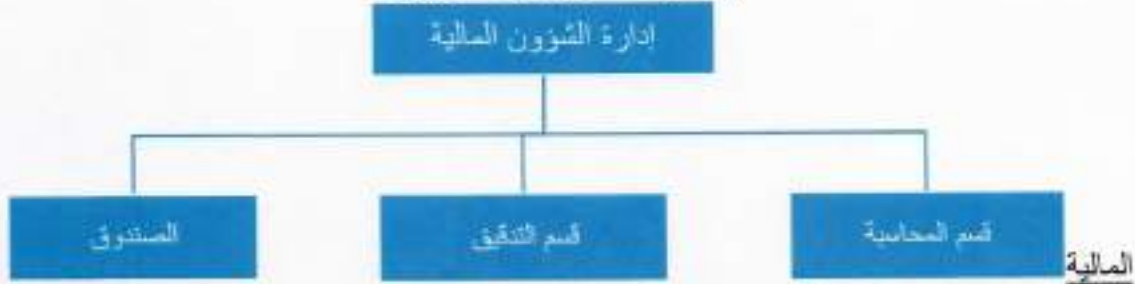 إدارة الشؤون المالية
قسم المحاسبة
قسم التدقيق
الصندوق
المالية